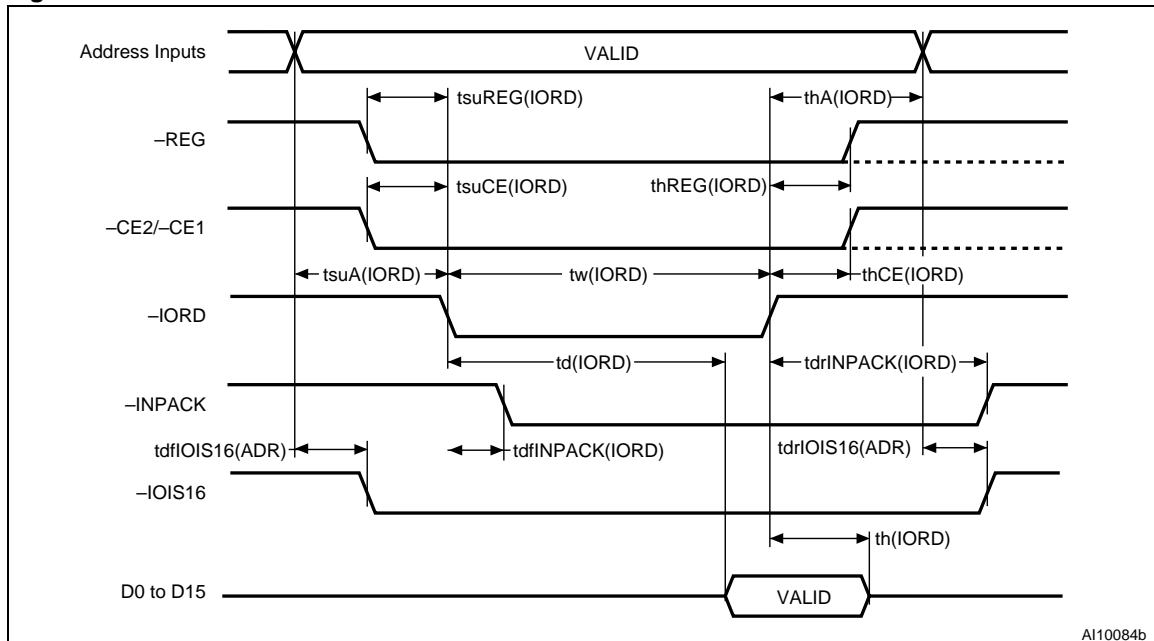 Address Inputs
VALID
tsuREG(IORD)
thA(IORD)
–REG
tsuCE(IORD)
thREG(IORD)
–CE2/–CE1
tsuA(IORD)
tw(IORD)
thCE(IORD)
–IORD
td(IORD)
tdrINPACK(IORD)
–INPACK
tdfIOIS16(ADR)
tdfINPACK(IORD)
tdrIOIS16(ADR)
–IOIS16
th(IORD)
D0 to D15
VALID
AI10084b